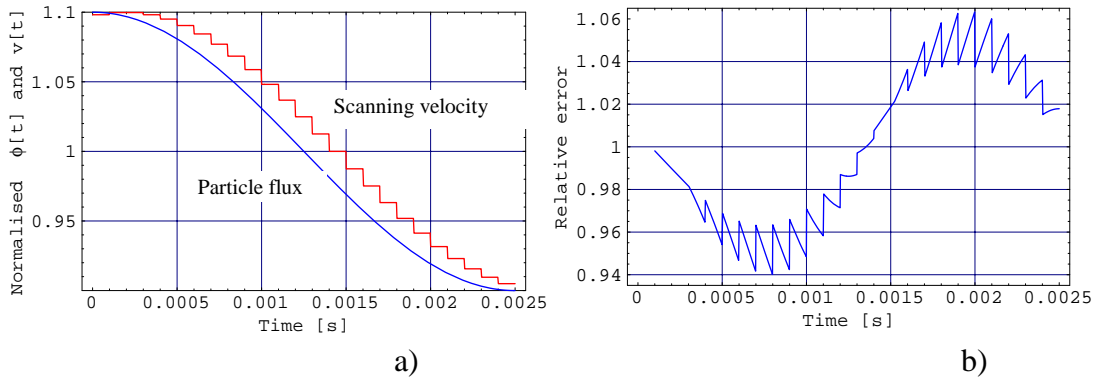 Normalised ϕ[t] and v[t]
1.1
1.05
1
0.95
Scanning velocity
Particle flux
0 0.0005 0.001 0.0015 0.002 0.0025
Time [s]
a)
Relative error
1.06
1.04
1.02
1
0.98
0.96
0.94
0 0.0005 0.001 0.0015 0.002 0.0025
Time [s]
b)